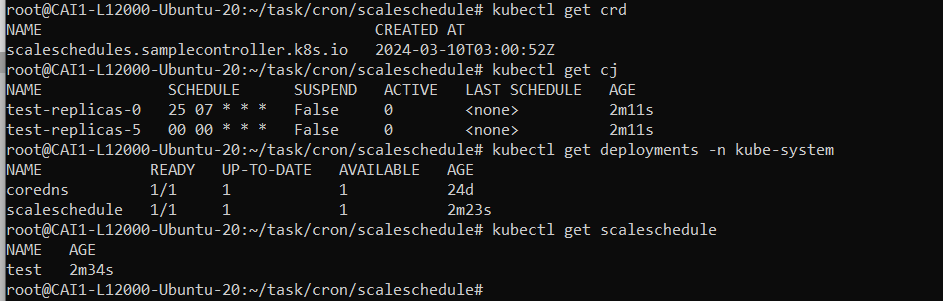 root@CAI1-L12000-Ubuntu-20:~/task/cron/scaleschedule# kubectl get crd
NAME                                     CREATED AT
scaleschedules.samplecontroller.k8s.io   2024-03-10T03:00:52Z
root@CAI1-L12000-Ubuntu-20:~/task/cron/scaleschedule# kubectl get cj
NAME              SCHEDULE      SUSPEND   ACTIVE   LAST SCHEDULE   AGE
test-replicas-0   25 07 * * *   False     0        <none>          2m11s
test-replicas-5   00 00 * * *   False     0        <none>          2m11s
root@CAI1-L12000-Ubuntu-20:~/task/cron/scaleschedule# kubectl get deployments -n kube-system
NAME            READY   UP-TO-DATE   AVAILABLE   AGE
coredns         1/1     1            1           24d
scaleschedule   1/1     1            1           2m23s
root@CAI1-L12000-Ubuntu-20:~/task/cron/scaleschedule# kubectl get scaleschedule
NAME   AGE
test   2m34s
root@CAI1-L12000-Ubuntu-20:~/task/cron/scaleschedule#